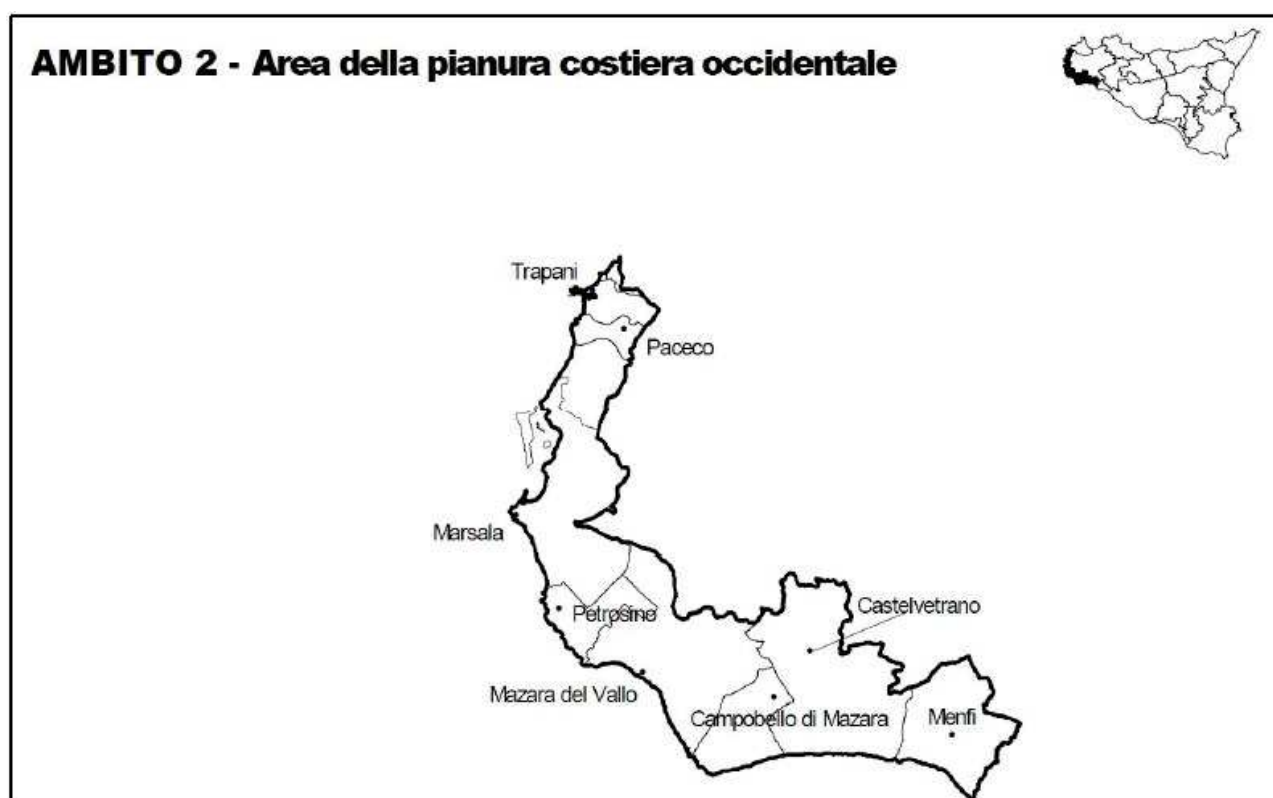 AMBITO 2 - Area della pianura costiera occidentale
Trapani
Paceco
Marsala
Petrosino
Castelvetrano
Mazara del Vallo
Campobello di Mazara
Menfi